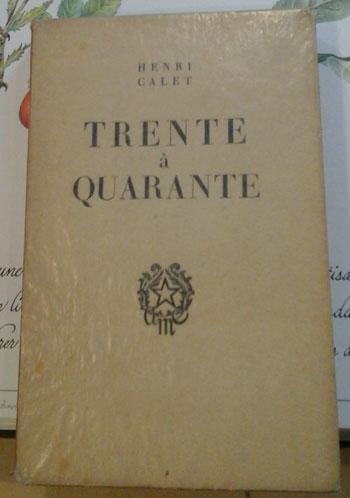 HENRI
CALET
TRENTE
à
QUARANTE